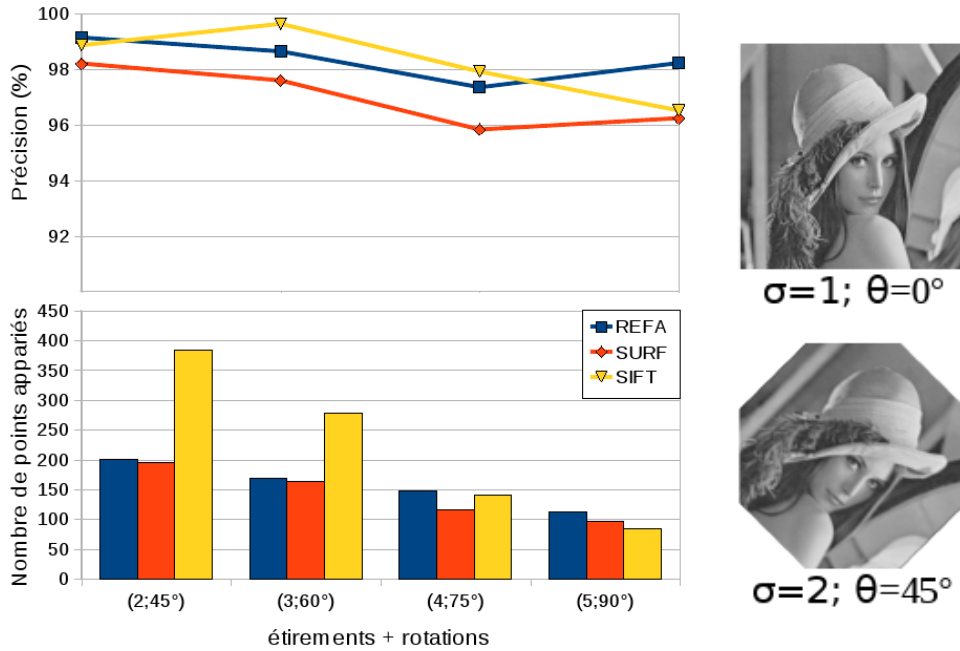 Précision (%)
100
98
96
94
92
Nombre de points appariés
450
400
350
300
250
200
150
100
50
0
REFA
SURF
SIFT
(2;45°)
(3;60°)
(4;75°)
(5;90°)
étirements + rotations
σ=1; θ=0°
σ=2; θ=45°